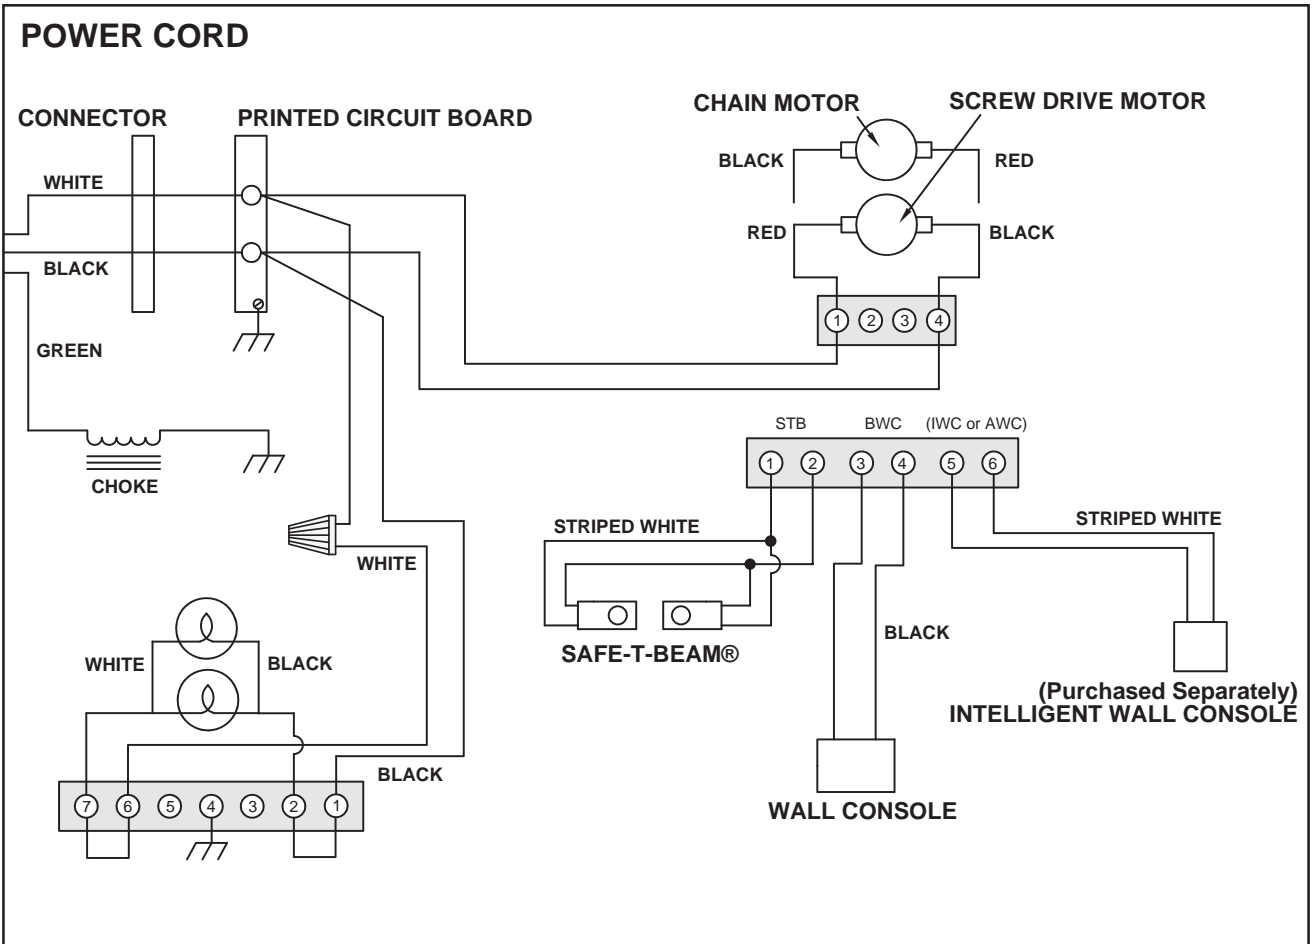 POWER CORD
CONNECTOR
PRINTED CIRCUIT BOARD
CHAIN MOTOR
SCREW DRIVE MOTOR
BLACK
RED
WHITE
RED
BLACK
BLACK
GREEN
1 2 3 4
CHOKE
STB BWC (IWC or AWC)
1 2 3 4 5 6
STRIPED WHITE
STRIPED WHITE
WHITE
BLACK
SAFE-T-BEAM®
WHITE
BLACK
(Purchased Separately)
INTELLIGENT WALL CONSOLE
BLACK
WALL CONSOLE
7 6 5 4 3 2 1